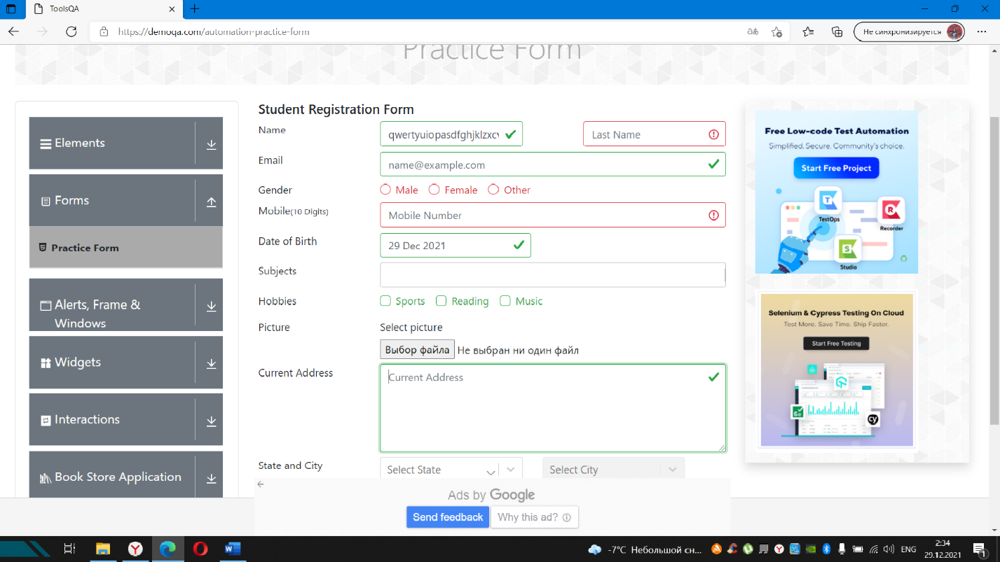 ToolsQA
https://demoqa.com/automation-practice-form
Не синхронизируется
Practice Form
Elements
Forms
Practice Form
Alerts, Frame &
Windows
Widgets
Interactions
Book Store Application
Student Registration Form
Name
qwertyuiopasdfghjklzxcv
Last Name
Email
name@example.com
Gender
Male
Female
Other
Mobile(10 Digits)
Mobile Number
Date of Birth
29 Dec 2021
Subjects
Hobbies
Sports
Reading
Music
Picture
Select picture
Выбор файла Не выбран ни один файл
Current Address
Current Address
State and City
Select State
Select City
Ads by Google
Send feedback
Why this ad?
Free Low-code Test Automation
Simplified. Secure. Community's choice.
Start Free Project
TestOps
Recorder
Studio
Selenium & Cypress Testing On Cloud
Test More. Save Time. Ship Faster.
Start Free Testing
-7°C Небольшой сн...
ENG
2:34
29.12.2021
1